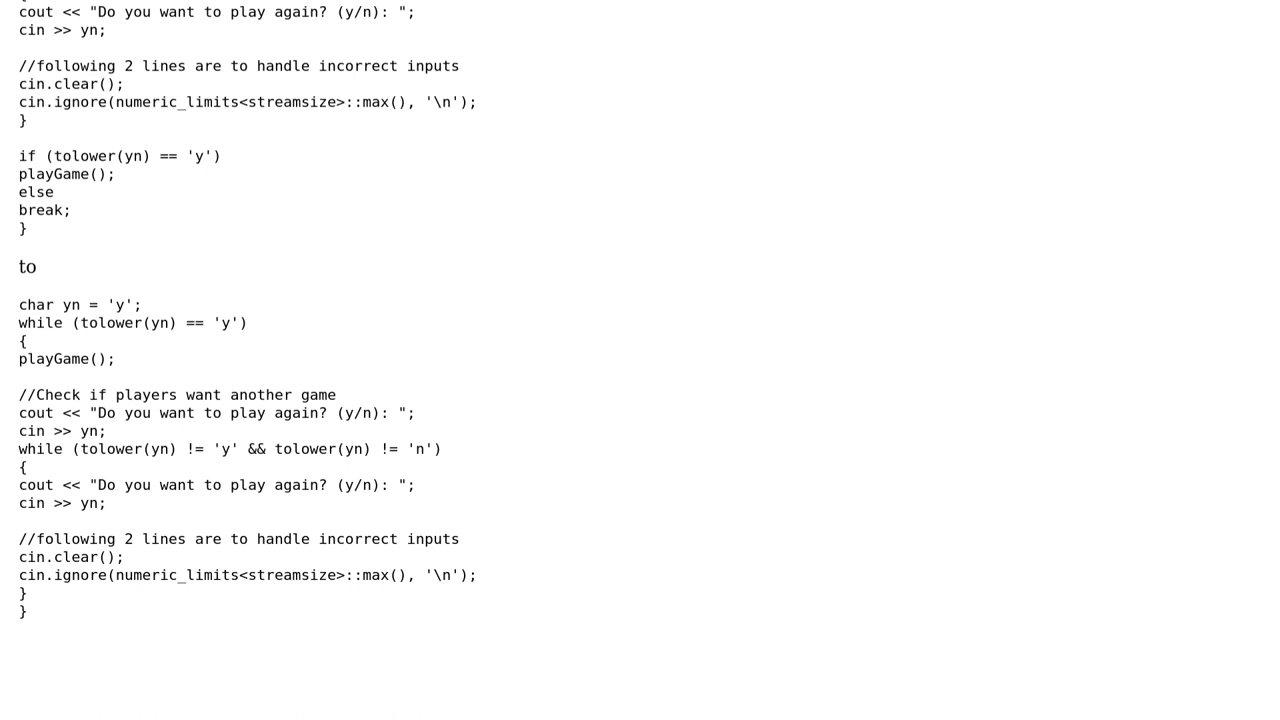 cout << "Do you want to play again? (y/n): ";
cin >> yn;

//following 2 lines are to handle incorrect inputs
cin.clear();
cin.ignore(numeric_limits<streamsize>::max(), '\n');
}

if (tolower(yn) == 'y')
playGame();
else
break;
}

to

char yn = 'y';
while (tolower(yn) == 'y')
{
playGame();

//Check if players want another game
cout << "Do you want to play again? (y/n): ";
cin >> yn;
while (tolower(yn) != 'y' && tolower(yn) != 'n')
{
cout << "Do you want to play again? (y/n): ";
cin >> yn;

//following 2 lines are to handle incorrect inputs
cin.clear();
cin.ignore(numeric_limits<streamsize>::max(), '\n');
}
}